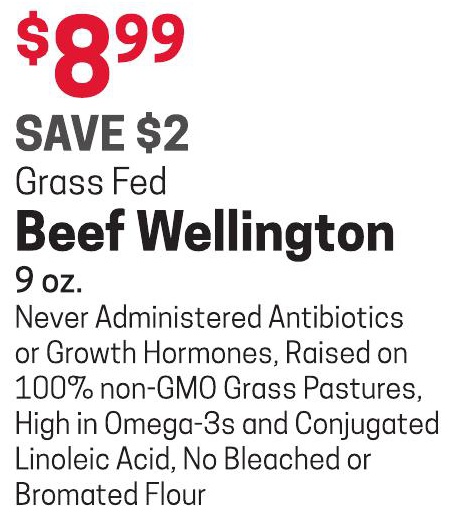 $8.99
SAVE $2
Grass Fed
Beef Wellington
9 oz.
Never Administered Antibiotics
or Growth Hormones, Raised on
100% non-GMO Grass Pastures,
High in Omega-3s and Conjugated
Linoleic Acid, No Bleached or
Bromated Flour